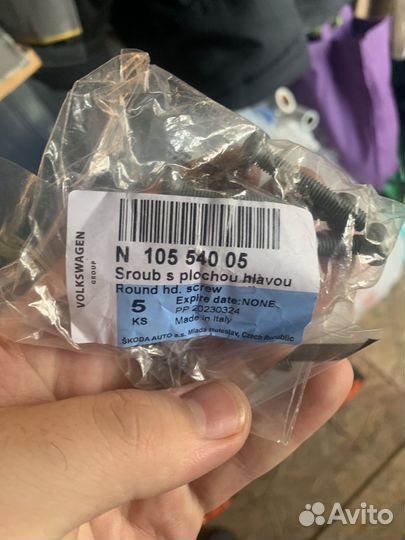 VOLKSWAGEN
GROUP
N 105 540 05
Sroub s plochou hlavou
Round hd. screw
5
KS
Expire date:NONE
PP 20230324
Made in Italy
ŠKODA AUTO a.s. Mlada Boleslav, Czech Republic
Avito